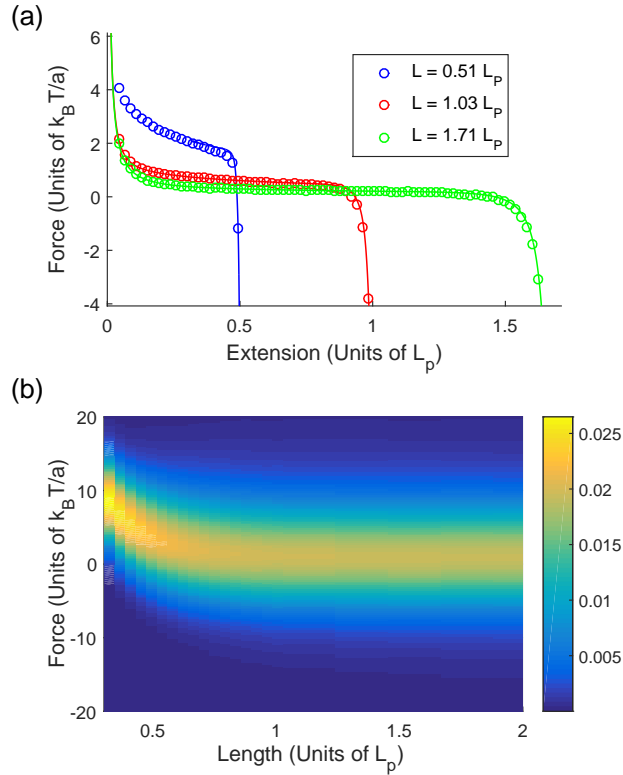 (a)
6
4
2
0
-2
-4
Force (Units of k_B T/a)
L = 0.51 L_P
L = 1.03 L_P
L = 1.71 L_P
0 0.5 1 1.5
Extension (Units of L_p)
(b)
20
10
0
-10
-20
Force (Units of k_B T/a)
0.5 1 1.5 2
Length (Units of L_p)
0.025
0.02
0.015
0.01
0.005